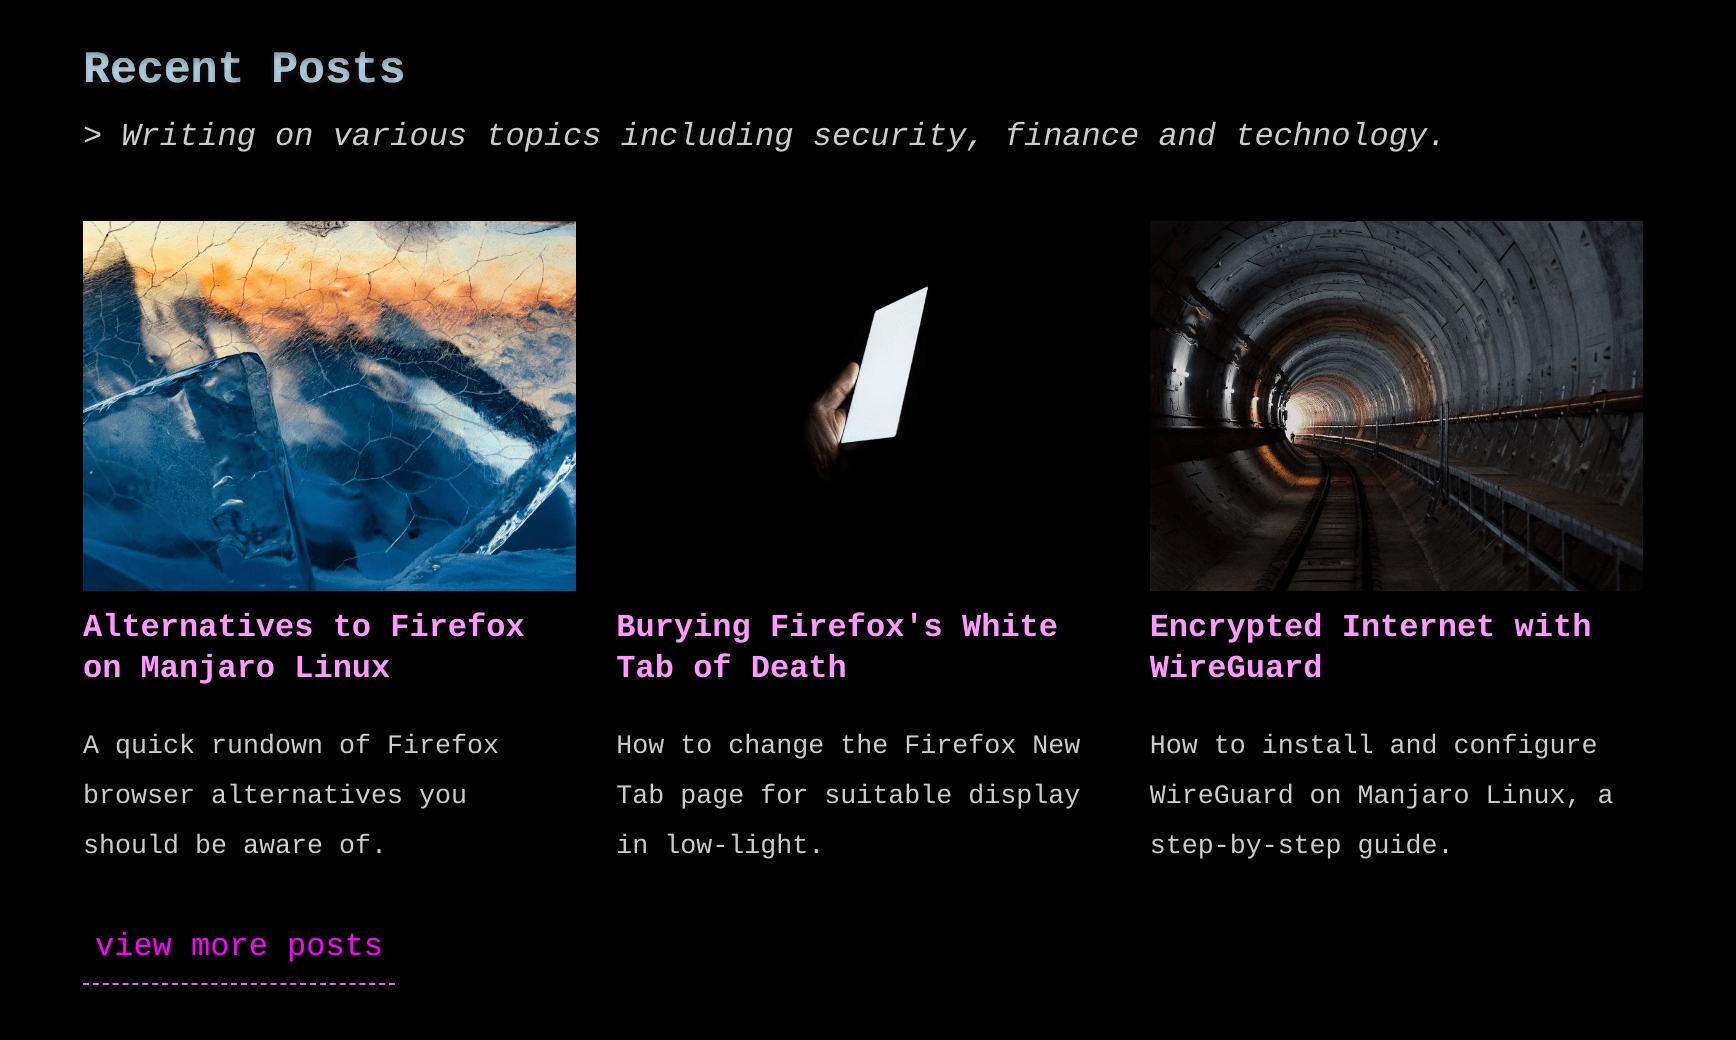 Recent Posts
> Writing on various topics including security, finance and technology.
Alternatives to Firefox
on Manjaro Linux
A quick rundown of Firefox
browser alternatives you
should be aware of.
Burying Firefox's White
Tab of Death
How to change the Firefox New
Tab page for suitable display
in low-light.
Encrypted Internet with
WireGuard
How to install and configure
WireGuard on Manjaro Linux, a
step-by-step guide.
view more posts